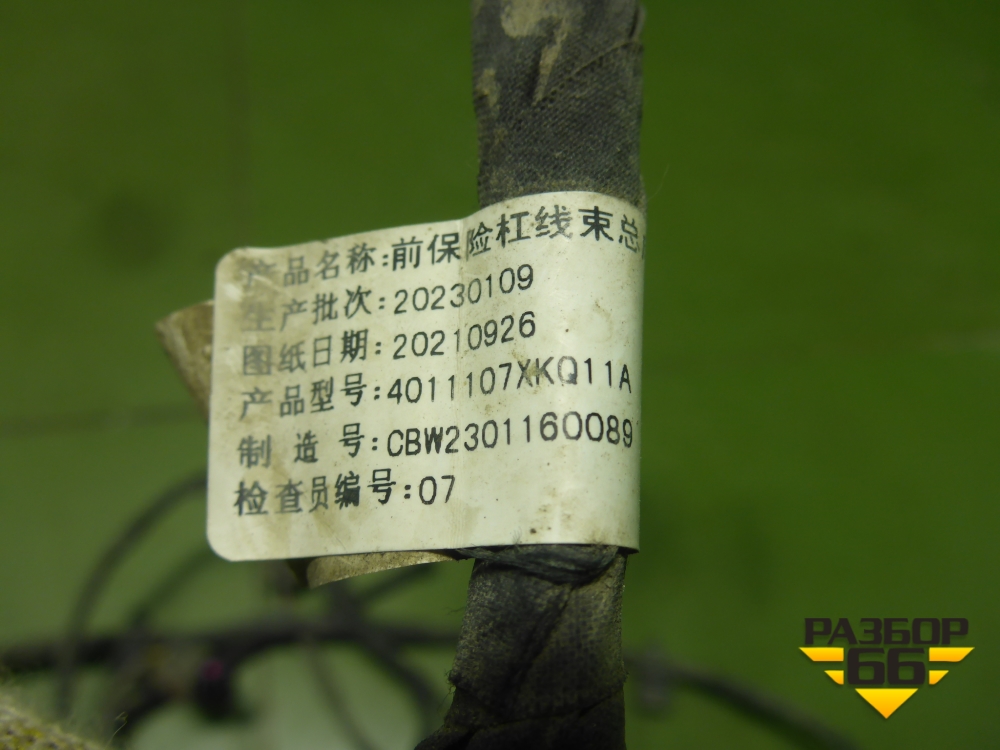 产品名称:前保险杠线束总
生产批次:20230109
图纸日期:20210926
产品型号:4011107XKQ11A
制 造 号:CBW2301160089
检查员编号:07
РАЗБОР
66